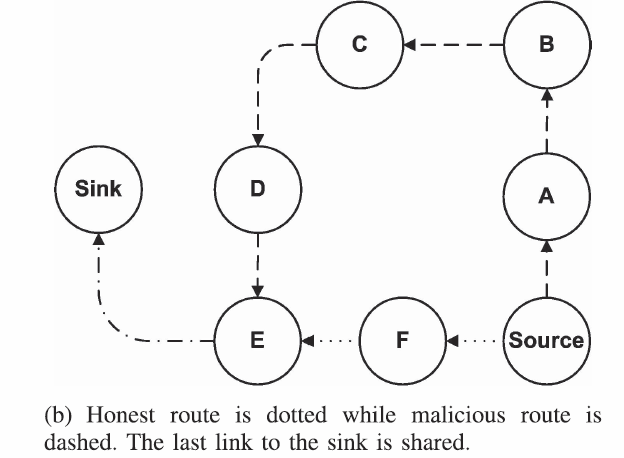 C
B
Sink
D
A
E
F
Source
(b) Honest route is dotted while malicious route is
dashed. The last link to the sink is shared.